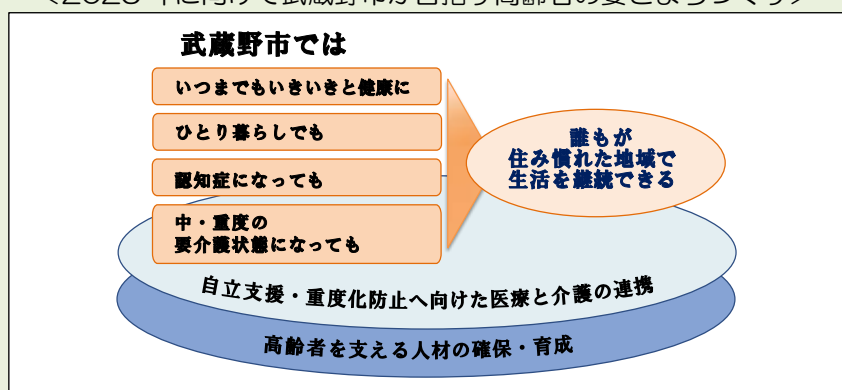 武蔵野市では
いつまでもいきいきと健康に
ひとり暮らしでも
認知症になっても
中・重度の
要介護状態になっても
誰もが
住み慣れた地域で
生活を継続できる
自立支援・重度化防止へ向けた医療と介護の連携
高齢者を支える人材の確保・育成